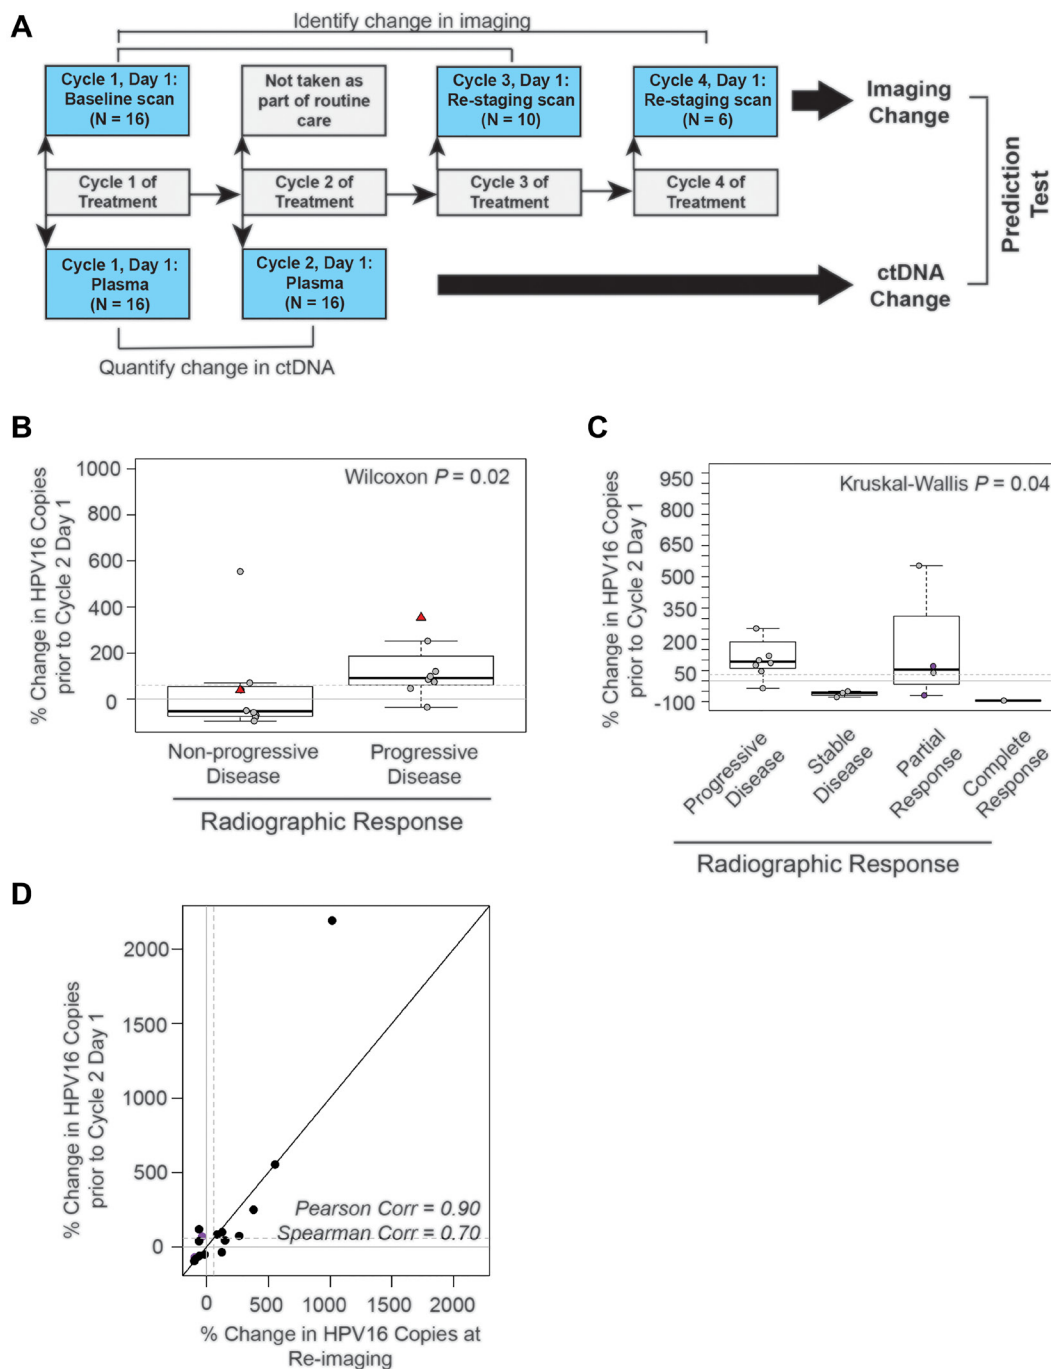 A
Identify change in imaging
Cycle 1, Day 1:
Baseline scan
(N = 16)
Not taken as
part of routine
care
Cycle 3, Day 1:
Re-staging scan
(N = 10)
Cycle 4, Day 1:
Re-staging scan
(N = 6)
Imaging
Change
Cycle 1 of
Treatment
Cycle 2 of
Treatment
Cycle 3 of
Treatment
Cycle 4 of
Treatment
Prediction
Test
Cycle 1, Day 1:
Plasma
(N = 16)
Cycle 2, Day 1:
Plasma
(N = 16)
ctDNA
Change
Quantify change in ctDNA
B
% Change in HPV16 Copies
prior to Cycle 2 Day 1
1000
800
600
400
200
0
Wilcoxon P = 0.02
Non-progressive
Disease
Progressive
Disease
Radiographic Response
C
% Change in HPV16 Copies
prior to Cycle 2 Day 1
950
850
750
650
550
450
350
200
50
-100
Kruskal-Wallis P = 0.04
Progressive
Disease
Stable
Disease
Partial
Response
Complete
Response
Radiographic Response
D
% Change in HPV16 Copies
prior to Cycle 2 Day 1
2000
1500
1000
500
0
Pearson Corr = 0.90
Spearman Corr = 0.70
0 500 1000 1500 2000
% Change in HPV16 Copies at
Re-imaging